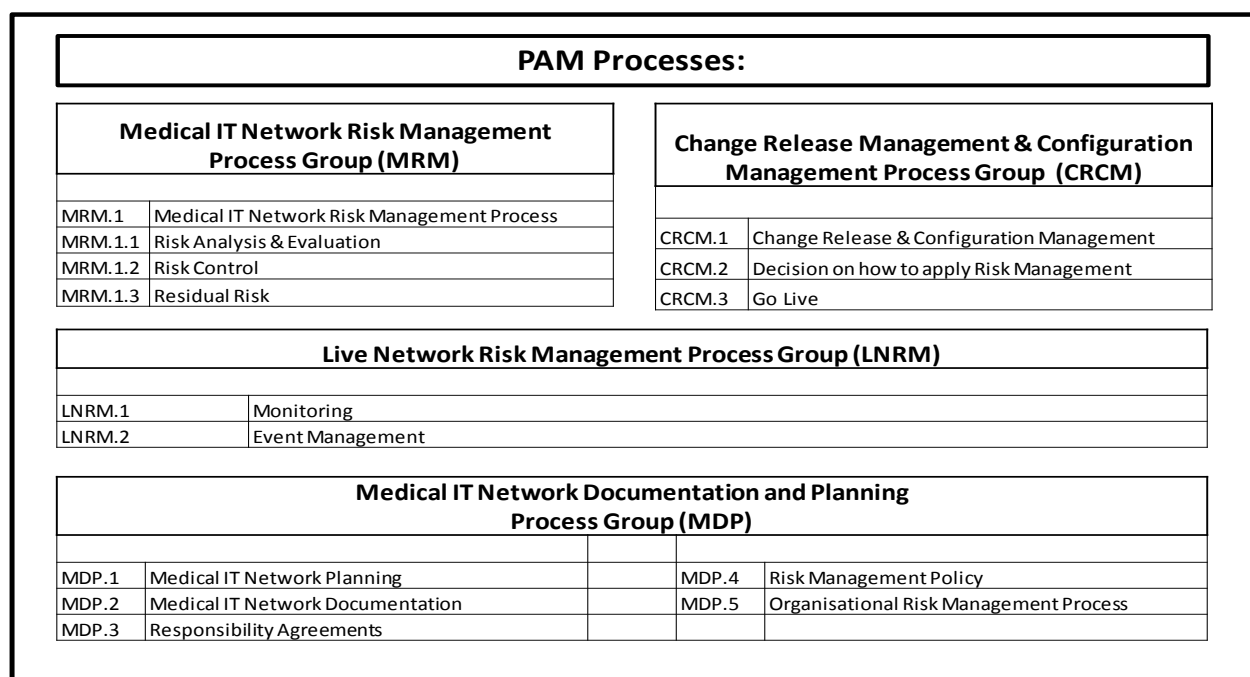 PAM Processes:
Medical IT Network Risk Management
Process Group (MRM)
MRM.1 Medical IT Network Risk Management Process
MRM.1.1 Risk Analysis & Evaluation
MRM.1.2 Risk Control
MRM.1.3 Residual Risk
Change Release Management & Configuration
Management Process Group (CRCM)
CRCM.1 Change Release & Configuration Management
CRCM.2 Decision on how to apply Risk Management
CRCM.3 Go Live
Live Network Risk Management Process Group (LNRM)
LNRM.1 Monitoring
LNRM.2 Event Management
Medical IT Network Documentation and Planning
Process Group (MDP)
MDP.1 Medical IT Network Planning MDP.4 Risk Management Policy
MDP.2 Medical IT Network Documentation MDP.5 Organisational Risk Management Process
MDP.3 Responsibility Agreements